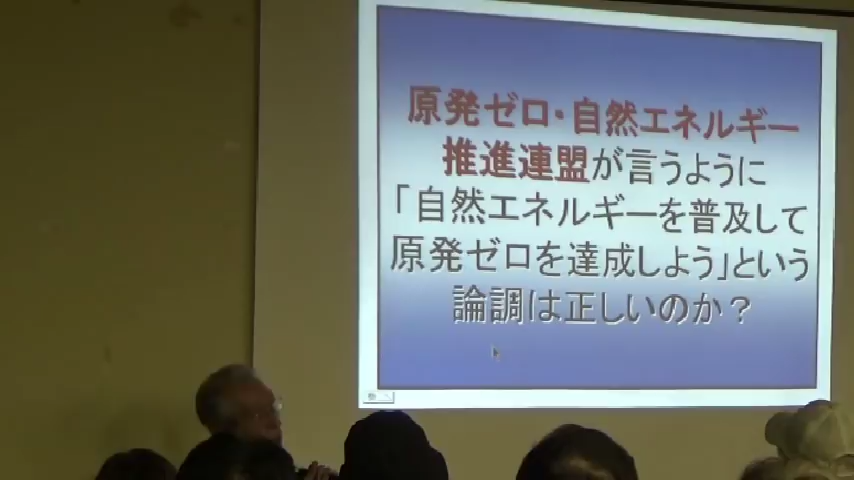 原発ゼロ・自然エネルギー
推進連盟が言うように
「自然エネルギーを普及して
原発ゼロを達成しよう」という
論調は正しいのか？